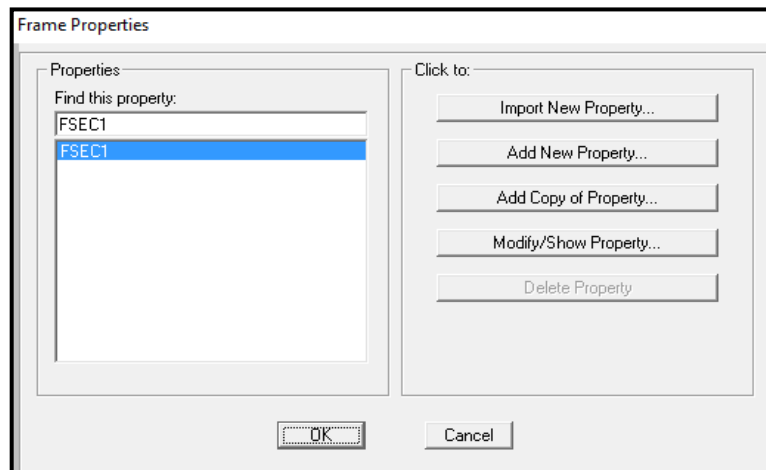 Frame Properties
Properties
Find this property:
FSEC1
FSEC1
Click to:
Import New Property...
Add New Property...
Add Copy of Property...
Modify/Show Property...
Delete Property
OK
Cancel